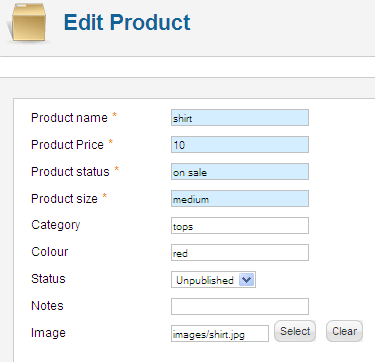 Edit Product
Product name * shirt
Product Price * 10
Product status * on sale
Product size * medium
Category tops
Colour red
Status Unpublished
Notes
Image images/shirt.jpg Select Clear